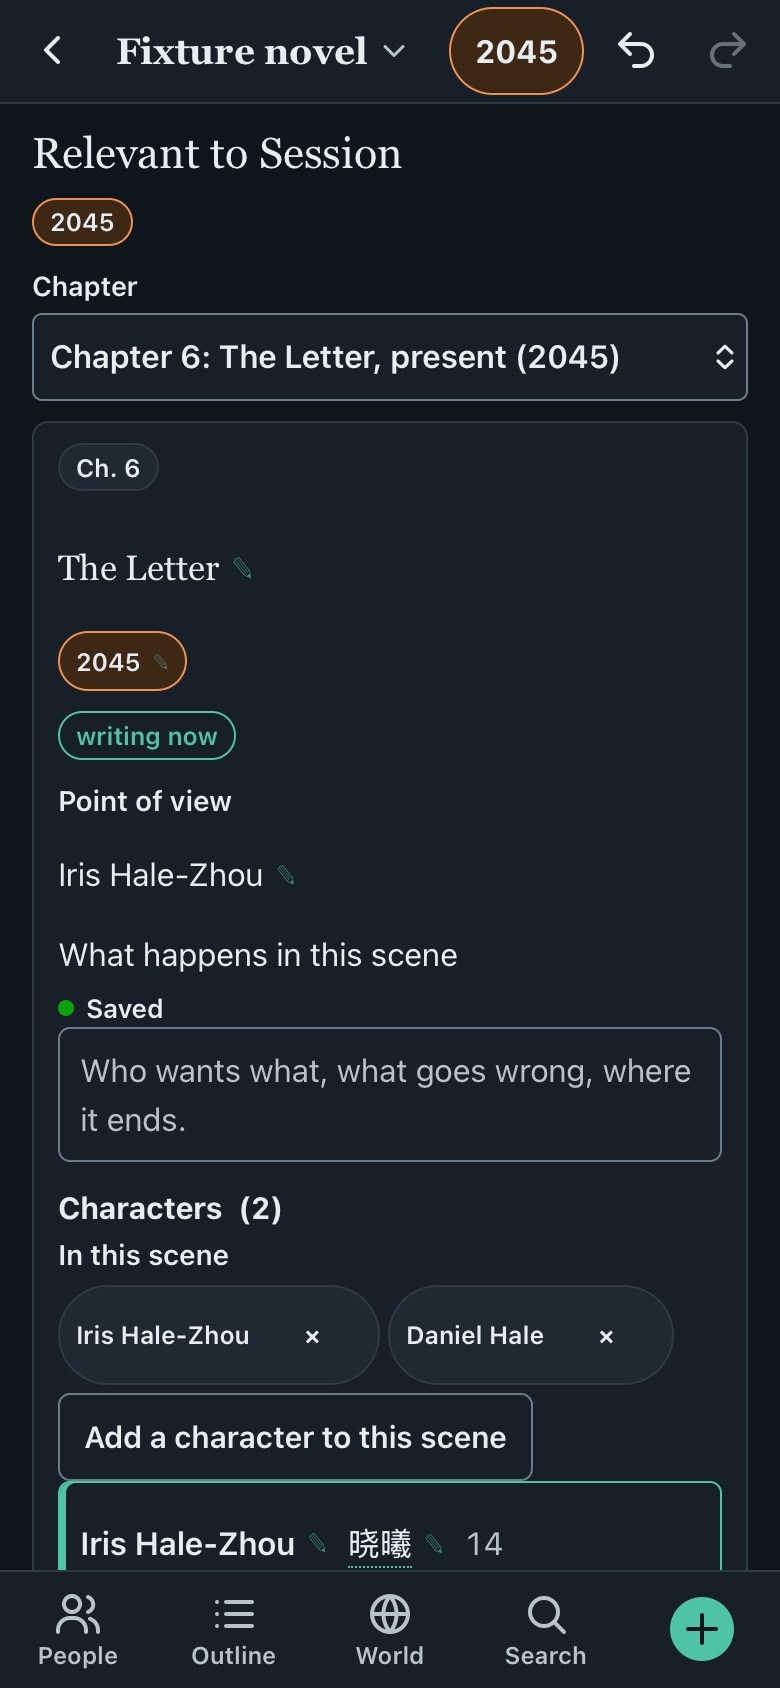 Fixture novel
2045
Relevant to Session
2045
Chapter
Chapter 6: The Letter, present (2045)
Ch. 6
The Letter
2045
writing now
Point of view
Iris Hale-Zhou
What happens in this scene
Saved
Who wants what, what goes wrong, where
it ends.
Characters (2)
In this scene
Iris Hale-Zhou × Daniel Hale ×
Add a character to this scene
Iris Hale-Zhou 晓曦 14
People Outline World Search